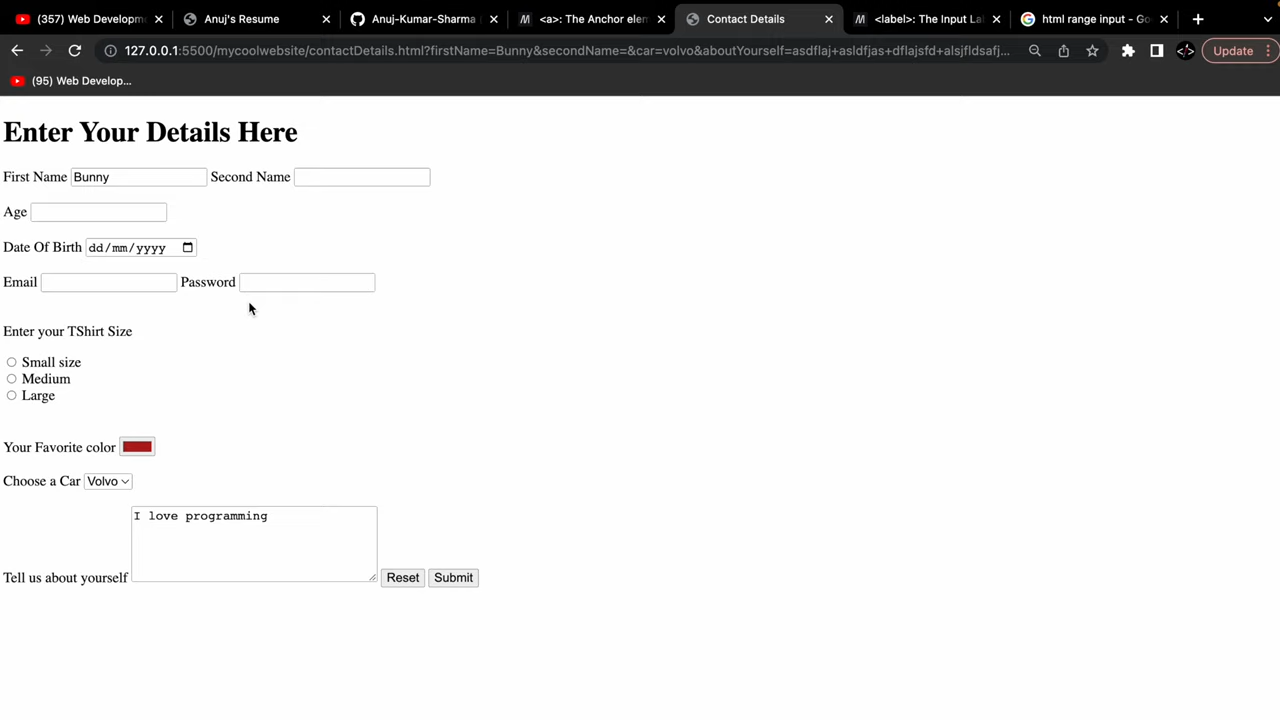 (357) Web Developm
Anuj's Resume
Anuj-Kumar-Sharma (
<a>: The Anchor elem
Contact Details
<label>: The Input La
html range input - Go
127.0.0.1:5500/mycoolwebsite/contactDetails.html?firstName=Bunny&secondName=&car=volvo&aboutYourself=asdflaj+asldfjas+dflajsfd+alsjfldsafj...
Update
(95) Web Develop...
Enter Your Details Here
First Name Bunny Second Name
Age
Date Of Birth dd/mm/yyyy
Email Password
Enter your TShirt Size
Small size
Medium
Large
Your Favorite color
Choose a Car Volvo
I love programming
Tell us about yourself Reset Submit